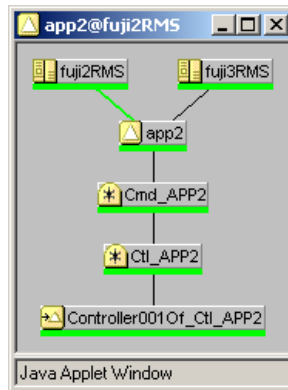 app2@fuji2RMS
fuji2RMS fuji3RMS
app2
Cmd_APP2
Ctl_APP2
Controller001Of_Ctl_APP2
Java Applet Window